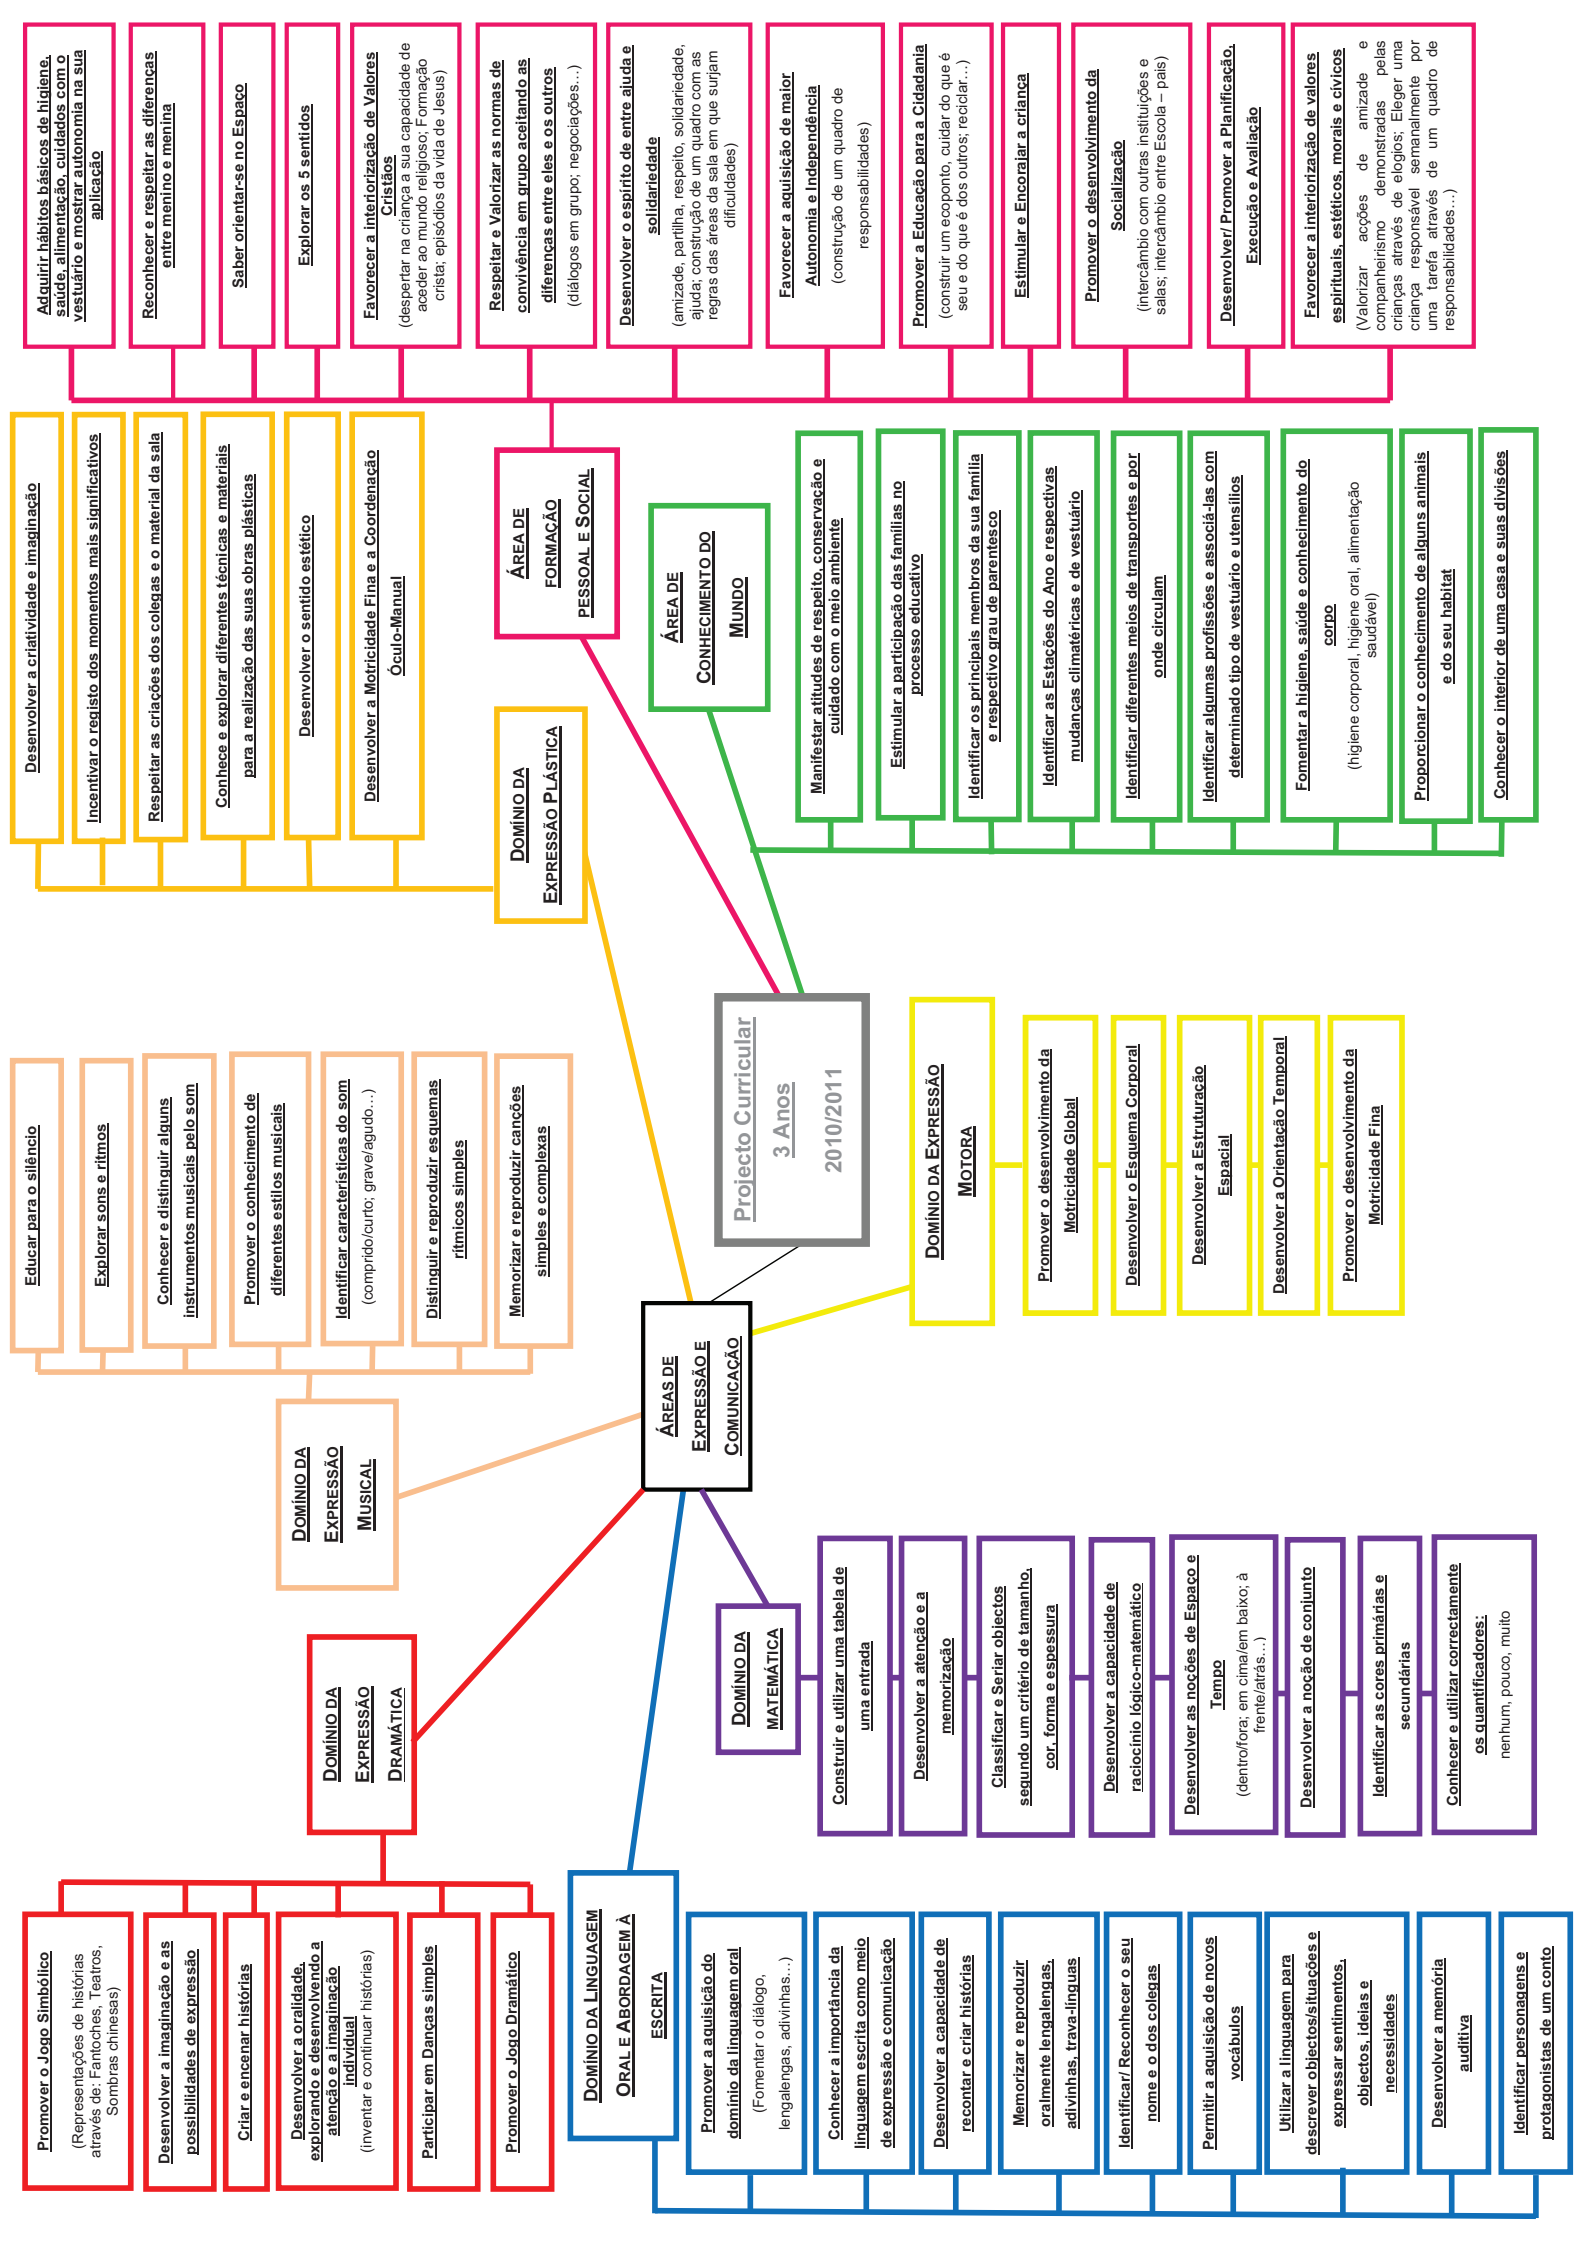 Promover o Jogo Simbólico
(Representações de histórias
através de: Fantoches, Teatros,
Sombras chinesas)
Desenvolver a imaginação e as
possibilidades de expressão
Criar e encenar histórias
Desenvolver a oralidade,
explorando e desenvolvendo a
atenção e a imaginação
individual
(inventar e continuar histórias)
Participar em Danças simples
Promover o Jogo Dramático
DOMÍNIO DA
EXPRESSÃO
DRAMÁTICA
Educar para o silêncio
Explorar sons e ritmos
Conhecer e distinguir alguns
instrumentos musicais pelo som
Promover o conhecimento de
diferentes estilos musicais
Identificar características do som
(comprido/curto; grave/agudo…)
Distinguir e reproduzir esquemas
rítmicos simples
Memorizar e reproduzir canções
simples e complexas
DOMÍNIO DA
EXPRESSÃO
MUSICAL
Desenvolver a criatividade e imaginação
Incentivar o registo dos momentos mais significativos
Respeitar as criações dos colegas e o material da sala
Conhece e explorar diferentes técnicas e materiais
para a realização das suas obras plásticas
Desenvolver o sentido estético
Desenvolver a Motricidade Fina e a Coordenação
Óculo-Manual
DOMÍNIO DA
EXPRESSÃO PLÁSTICA
Adquirir hábitos básicos de higiene,
saúde, alimentação, cuidados com o
vestuário e mostrar autonomia na sua
aplicação
Reconhecer e respeitar as diferenças
entre menino e menina
Saber orientar-se no Espaço
Explorar os 5 sentidos
Favorecer a interiorização de Valores
Cristãos
(despertar na criança a sua capacidade de
aceder ao mundo religioso; Formação
crista; episódios da vida de Jesus)
Respeitar e Valorizar as normas de
convivência em grupo aceitando as
diferenças entre eles e os outros
(diálogos em grupo; negociações…)
Desenvolver o espírito de entre ajuda e
solidariedade
(amizade, partilha, respeito, solidariedade,
ajuda; construção de um quadro com as
regras das áreas da sala em que surjam
dificuldades)
Favorecer a aquisição de maior
Autonomia e Independência
(construção de um quadro de
responsabilidades)
Promover a Educação para a Cidadania
(construir um ecoponto, cuidar do que é
seu e do que é dos outros; reciclar…)
Estimular e Encorajar a criança
Promover o desenvolvimento da
Socialização
(intercâmbio com outras instituições e
salas; intercâmbio entre Escola – pais)
Desenvolver/ Promover a Planificação,
Execução e Avaliação
Favorecer a interiorização de valores
espirituais, estéticos, morais e cívicos
(Valorizar acções de amizade e
companheirismo demonstradas pelas
crianças através de elogios; Eleger uma
criança responsável semanalmente por
uma tarefa através de um quadro de
responsabilidades…)
ÁREA DE
FORMAÇÃO
PESSOAL E SOCIAL
ÁREA DE
CONHECIMENTO DO
MUNDO
Manifestar atitudes de respeito, conservação e
cuidado com o meio ambiente
Estimular a participação das famílias no
processo educativo
Identificar os principais membros da sua família
e respectivo grau de parentesco
Identificar as Estações do Ano e respectivas
mudanças climatéricas e de vestuário
Identificar diferentes meios de transportes e por
onde circulam
Identificar algumas profissões e associá-las com
determinado tipo de vestuário e utensílios
Fomentar a higiene, saúde e conhecimento do
corpo
(higiene corporal, higiene oral, alimentação
saudável)
Proporcionar o conhecimento de alguns animais
e do seu habitat
Conhecer o interior de uma casa e suas divisões
Projecto Curricular
3 Anos
2010/2011
ÁREAS DE
EXPRESSÃO E
COMUNICAÇÃO
DOMÍNIO DA EXPRESSÃO
MOTORA
Promover o desenvolvimento da
Motricidade Global
Desenvolver o Esquema Corporal
Desenvolver a Estruturação
Espacial
Desenvolver a Orientação Temporal
Promover o desenvolvimento da
Motricidade Fina
DOMÍNIO DA
MATEMÁTICA
Construir e utilizar uma tabela de
uma entrada
Desenvolver a atenção e a
memorização
Classificar e Seriar objectos
segundo um critério de tamanho,
cor, forma e espessura
Desenvolver a capacidade de
raciocínio lógico-matemático
Desenvolver as noções de Espaço e
Tempo
(dentro/fora; em cima/em baixo; à
frente/atrás…)
Desenvolver a noção de conjunto
Identificar as cores primárias e
secundárias
Conhecer e utilizar correctamente
os quantificadores:
nenhum, pouco, muito
DOMÍNIO DA LINGUAGEM
ORAL E ABORDAGEM À
ESCRITA
Promover a aquisição do
domínio da linguagem oral
(Fomentar o diálogo,
lengalengas, adivinhas…)
Conhecer a importância da
linguagem escrita como meio
de expressão e comunicação
Desenvolver a capacidade de
recontar e criar histórias
Memorizar e reproduzir
oralmente lengalengas,
adivinhas, trava-linguas
Identificar/ Reconhecer o seu
nome e o dos colegas
Permitir a aquisição de novos
vocábulos
Utilizar a linguagem para
descrever objectos/situações e
expressar sentimentos,
objectos, ideias e
necessidades
Desenvolver a memória
auditiva
Identificar personagens e
protagonistas de um conto